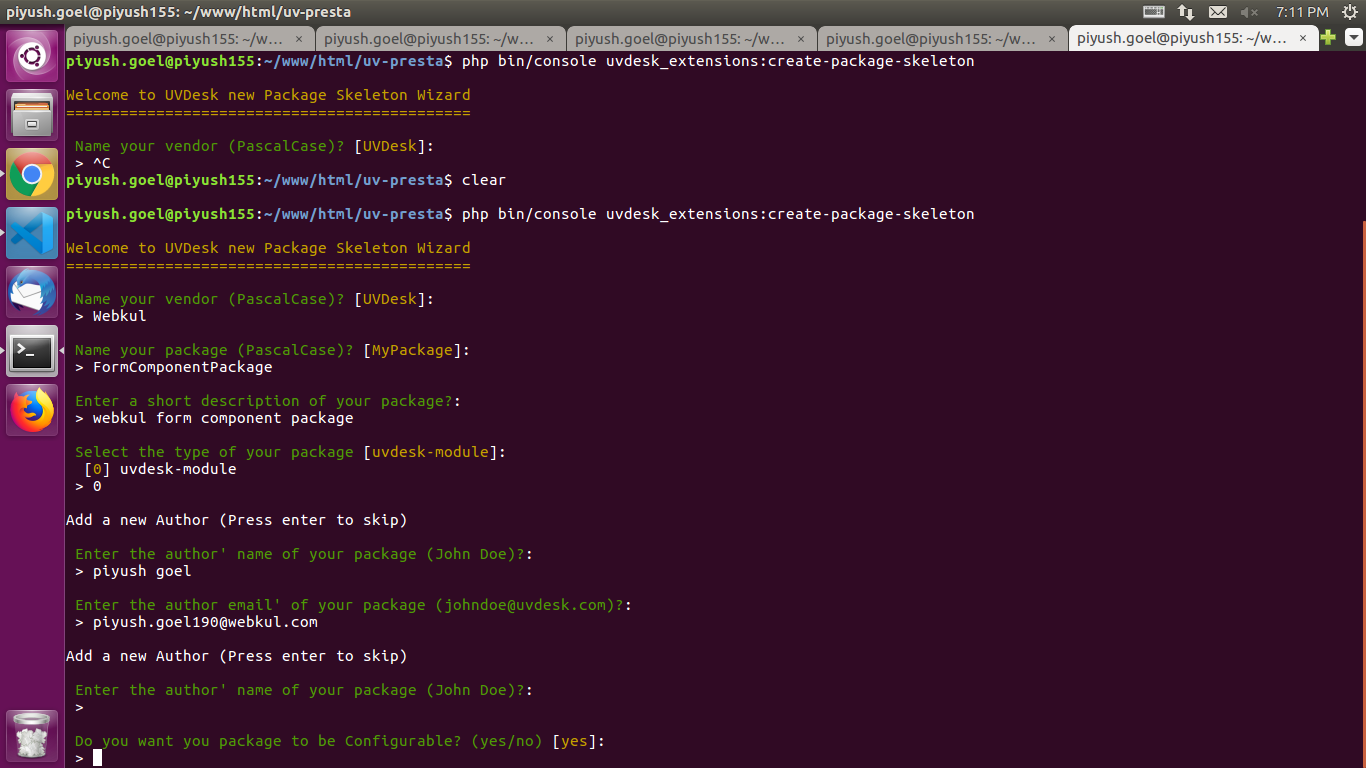 piyush.goel@piyush155: ~/www/html/uv-presta
7:11 PM
piyush.goel@piyush155: ~/w... × piyush.goel@piyush155: ~/w... × piyush.goel@piyush155: ~/w... × piyush.goel@piyush155: ~/w... × piyush.goel@piyush155: ~/w... ×
piyush.goel@piyush155:~/www/html/uv-presta$ php bin/console uvdesk_extensions:create-package-skeleton
Welcome to UVDesk new Package Skeleton Wizard
=============================================
Name your vendor (PascalCase)? [UVDesk]:
> ^C
piyush.goel@piyush155:~/www/html/uv-presta$ clear
piyush.goel@piyush155:~/www/html/uv-presta$ php bin/console uvdesk_extensions:create-package-skeleton
Welcome to UVDesk new Package Skeleton Wizard
=============================================
Name your vendor (PascalCase)? [UVDesk]:
> Webkul
Name your package (PascalCase)? [MyPackage]:
> FormComponentPackage
Enter a short description of your package?:
> webkul form component package
Select the type of your package [uvdesk-module]:
[0] uvdesk-module
> 0
Add a new Author (Press enter to skip)
Enter the author' name of your package (John Doe)?:
> piyush goel
Enter the author email' of your package (johndoe@uvdesk.com)?:
> piyush.goel190@webkul.com
Add a new Author (Press enter to skip)
Enter the author' name of your package (John Doe)?:
>
Do you want you package to be Configurable? (yes/no) [yes]:
>